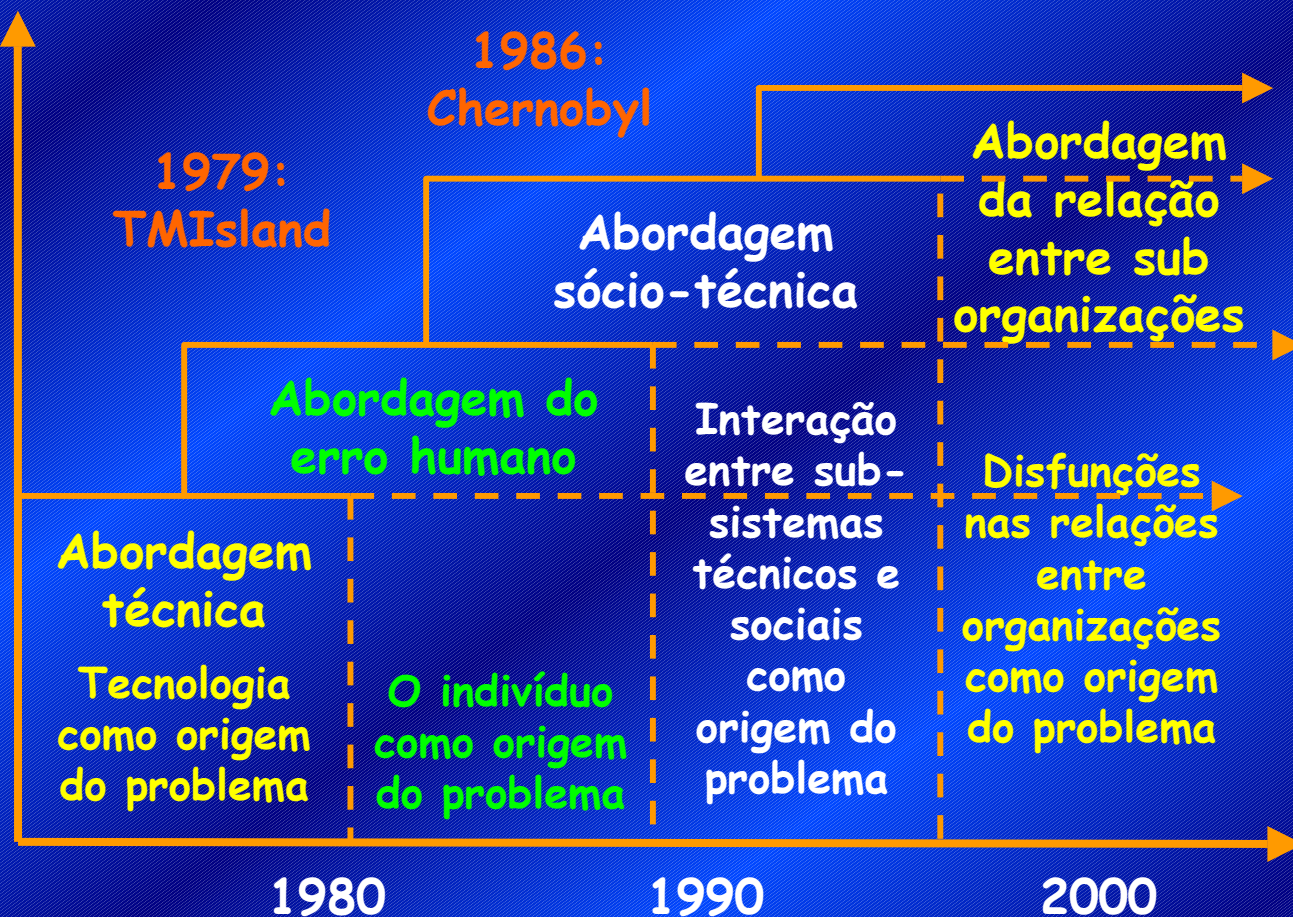 1986:
Chernobyl
1979:
TMIsland
Abordagem
da relação
entre sub
organizações
Abordagem
sócio-técnica
Abordagem do
erro humano
Abordagem
técnica
Tecnologia
como origem
do problema
O indivíduo
como origem
do problema
Interação
entre sub-
sistemas
técnicos e
sociais
como
origem do
problema
Disfunções
nas relações
entre
organizações
como origem
do problema
1980
1990
2000